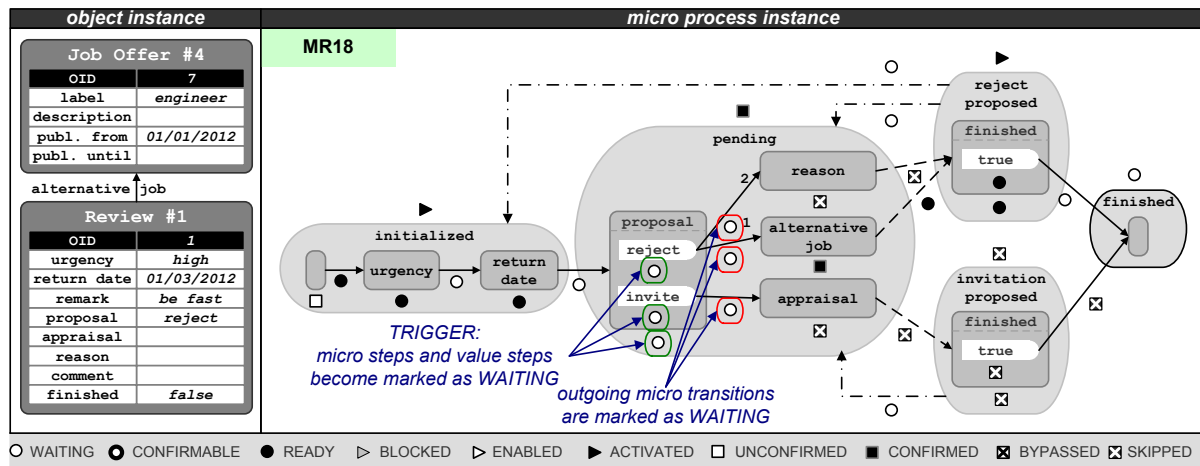 object instance
micro process instance
Job Offer #4
OID 7
label engineer
description
publ. from 01/01/2012
publ. until
alternative job
Review #1
OID 1
urgency high
return date 01/03/2012
remark be fast
proposal reject
appraisal
reason
comment
finished false
MR18
initialized
urgency
return
date
pending
proposal
reject
invite
2
1
reason
alternative
job
appraisal
reject
proposed
finished
true
invitation
proposed
finished
true
finished
TRIGGER:
micro steps and value steps
become marked as WAITING
outgoing micro transitions
are marked as WAITING
WAITING CONFIRMABLE READY BLOCKED ENABLED ACTIVATED UNCONFIRMED CONFIRMED BYPASSED SKIPPED